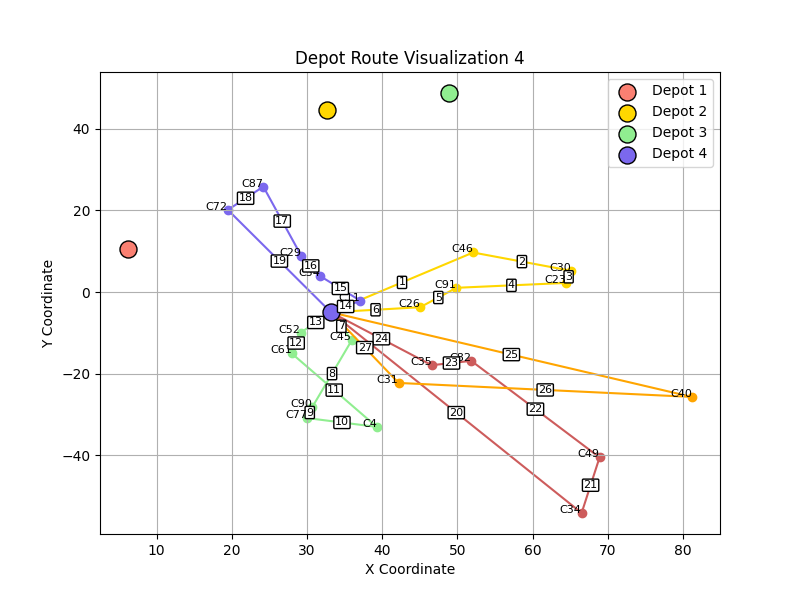 Depot Route Visualization 4
Depot 1
Depot 2
Depot 3
Depot 4
Y Coordinate
40
20
0
−20
−40
C87
C72
18
17
C29
16
19
15
14
C46
1
2
C30
3
C23
C91
4
5
C26
6
13
7
C52
12
C61
C45
24
27
C35
23
C82
25
8
11
C31
26
C40
C90
9
C77
10
C4
20
22
C49
21
C34
10
20
30
40
50
60
70
80
X Coordinate